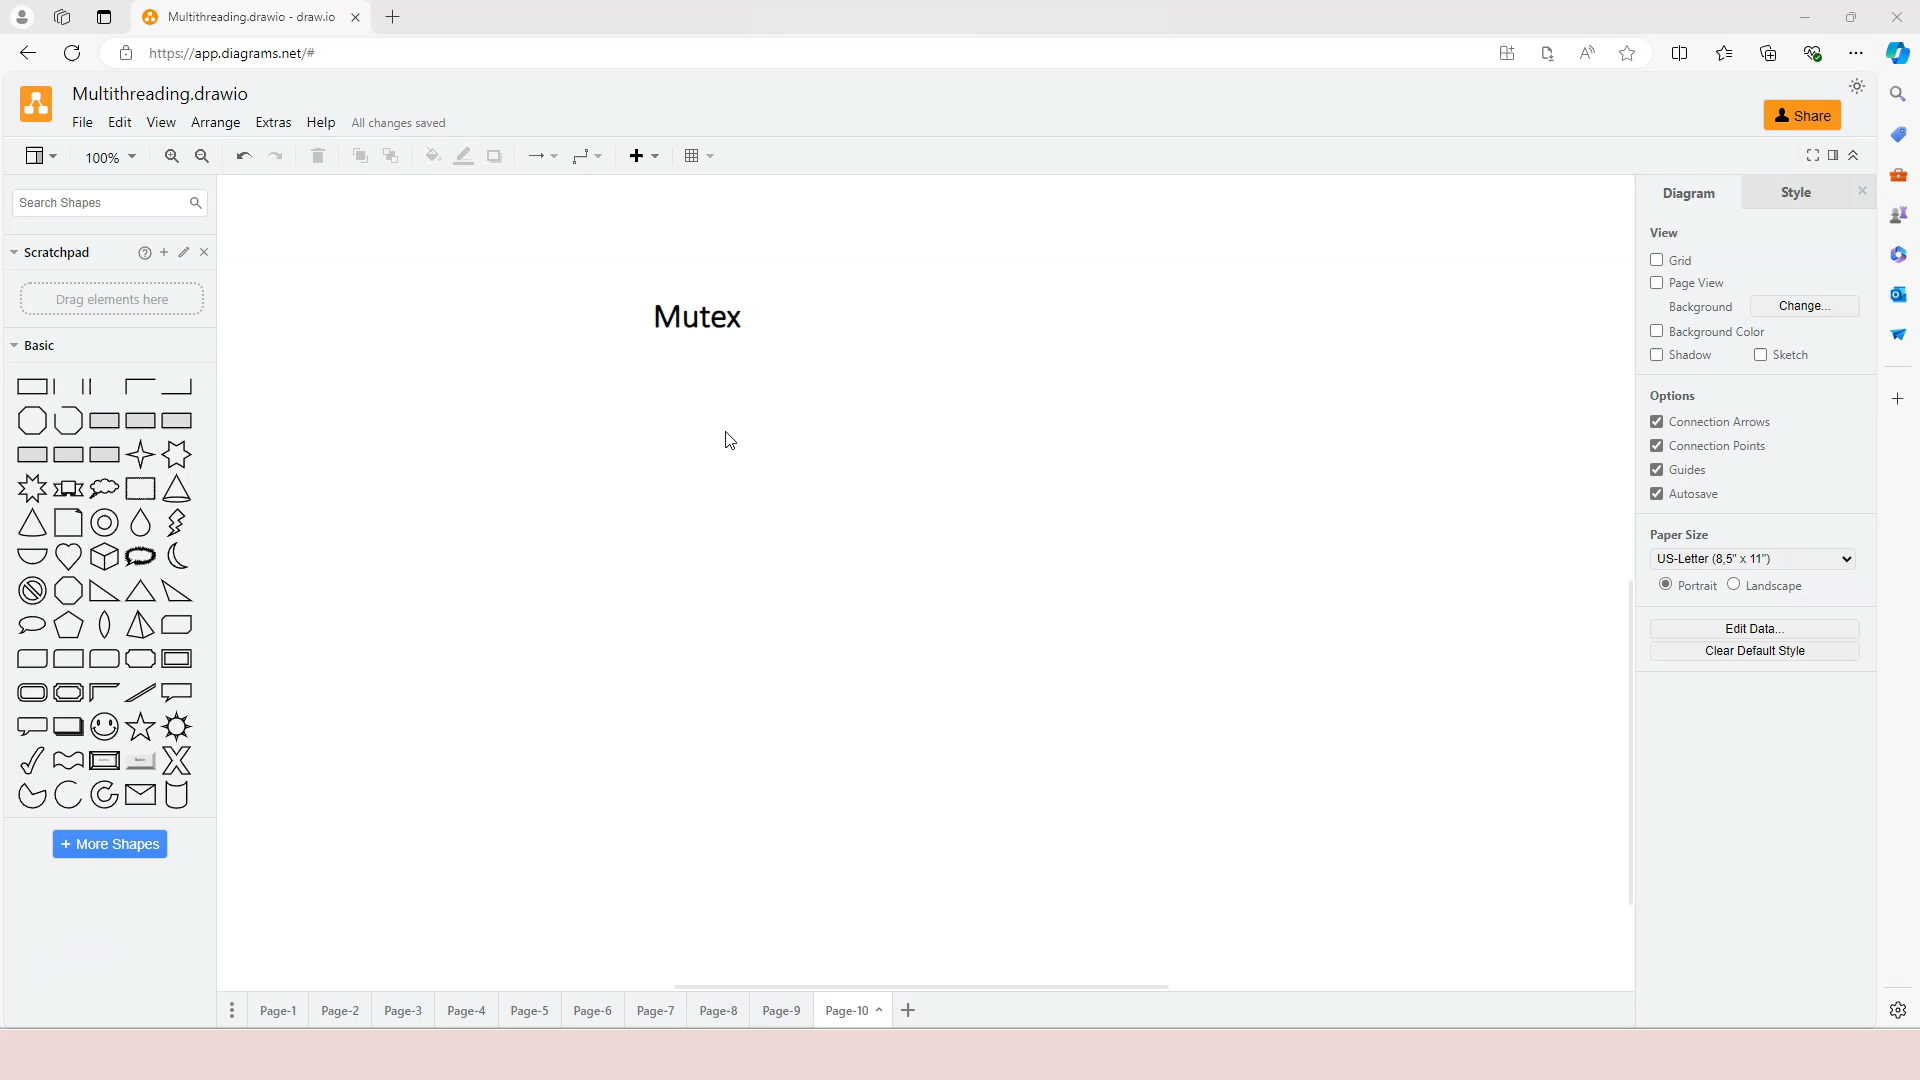 Multithreading.drawio - draw.io
https://app.diagrams.net/#
Multithreading.drawio
File Edit View Arrange Extras Help All changes saved
Share
100%
Search Shapes
Scratchpad
Drag elements here
Basic
+ More Shapes
Mutex
Diagram Style
View
Grid
Page View
Background Change...
Background Color
Shadow Sketch
Options
Connection Arrows
Connection Points
Guides
Autosave
Paper Size
US-Letter (8,5" x 11")
Portrait Landscape
Edit Data...
Clear Default Style
Page-1 Page-2 Page-3 Page-4 Page-5 Page-6 Page-7 Page-8 Page-9 Page-10